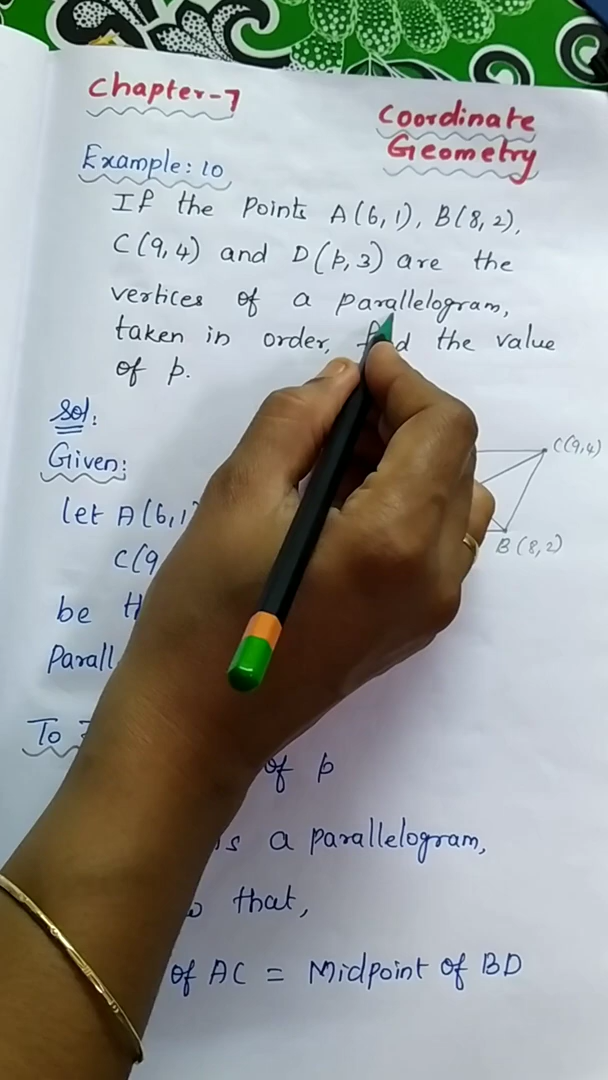 Chapter-7
Coordinate
Geometry
Example: 10
If the Points A(6,1), B(8,2),
C(9,4) and D(p,3) are the
vertices of a parallelogram,
taken in order, the value
of p.
Sol:
Given:
C(9,4)
let A(6,1
C(9
B(8,2)
be
Parall
To
of p
a parallelogram,
that,
of AC = Midpoint of BD